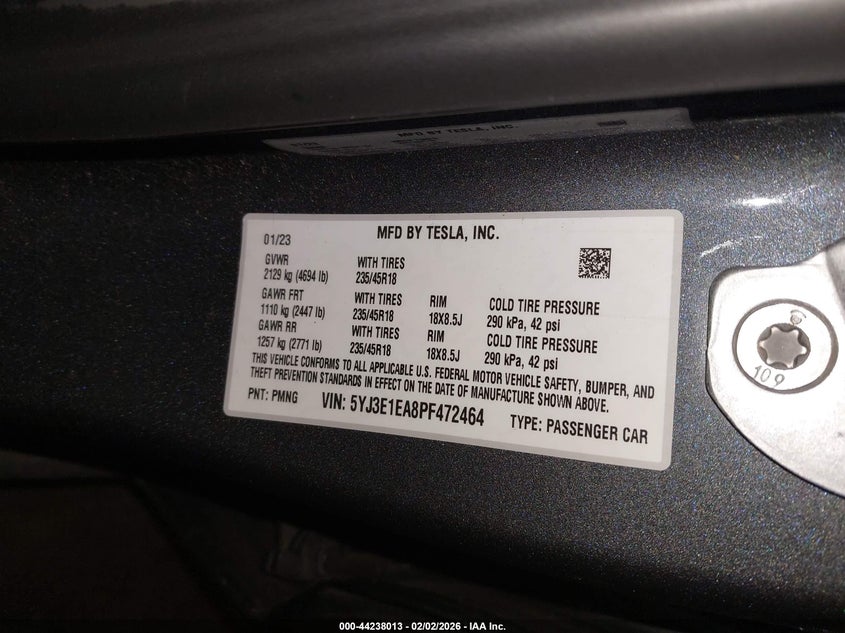 MFD BY TESLA, INC.
MFD BY TESLA, INC.
01/23
GVWR WITH TIRES
2129 kg (4694 lb) 235/45R18
GAWR FRT WITH TIRES RIM COLD TIRE PRESSURE
1110 kg (2447 lb) 235/45R18 18X8.5J 290 kPa, 42 psi
GAWR RR WITH TIRES RIM COLD TIRE PRESSURE
1257 kg (2771 lb) 235/45R18 18X8.5J 290 kPa, 42 psi
THIS VEHICLE CONFORMS TO ALL APPLICABLE U.S. FEDERAL MOTOR VEHICLE SAFETY, BUMPER, AND
THEFT PREVENTION STANDARDS IN EFFECT ON THE DATE OF MANUFACTURE SHOWN ABOVE.
PNT: PMNG VIN: 5YJ3E1EA8PF472464 TYPE: PASSENGER CAR
109
000-44238013 - 02/02/2026 - IAA Inc.